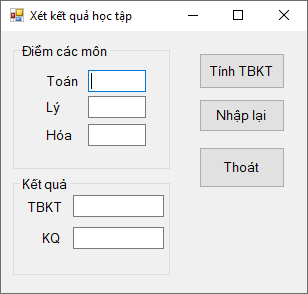 Xét kết quả học tập
Điểm các môn
Toán
Lý
Hóa
Tính TBKT
Nhập lại
Thoát
Kết quả
TBKT
KQ